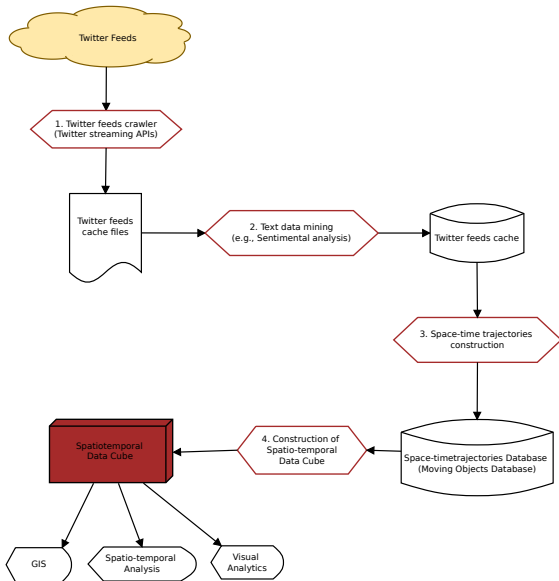 Twitter Feeds
1. Twitter feeds crawler
(Twitter streaming APIs)
Twitter feeds
cache files
2. Text data mining
(e.g., Sentimental analysis)
Twitter feeds cache
3. Space-time trajectories
construction
Spatiotemporal
Data Cube
4. Construction of
Spatio-temporal
Data Cube
Space-timetrajectories Database
(Moving Objects Database)
GIS
Spatio-temporal
Analysis
Visual
Analytics